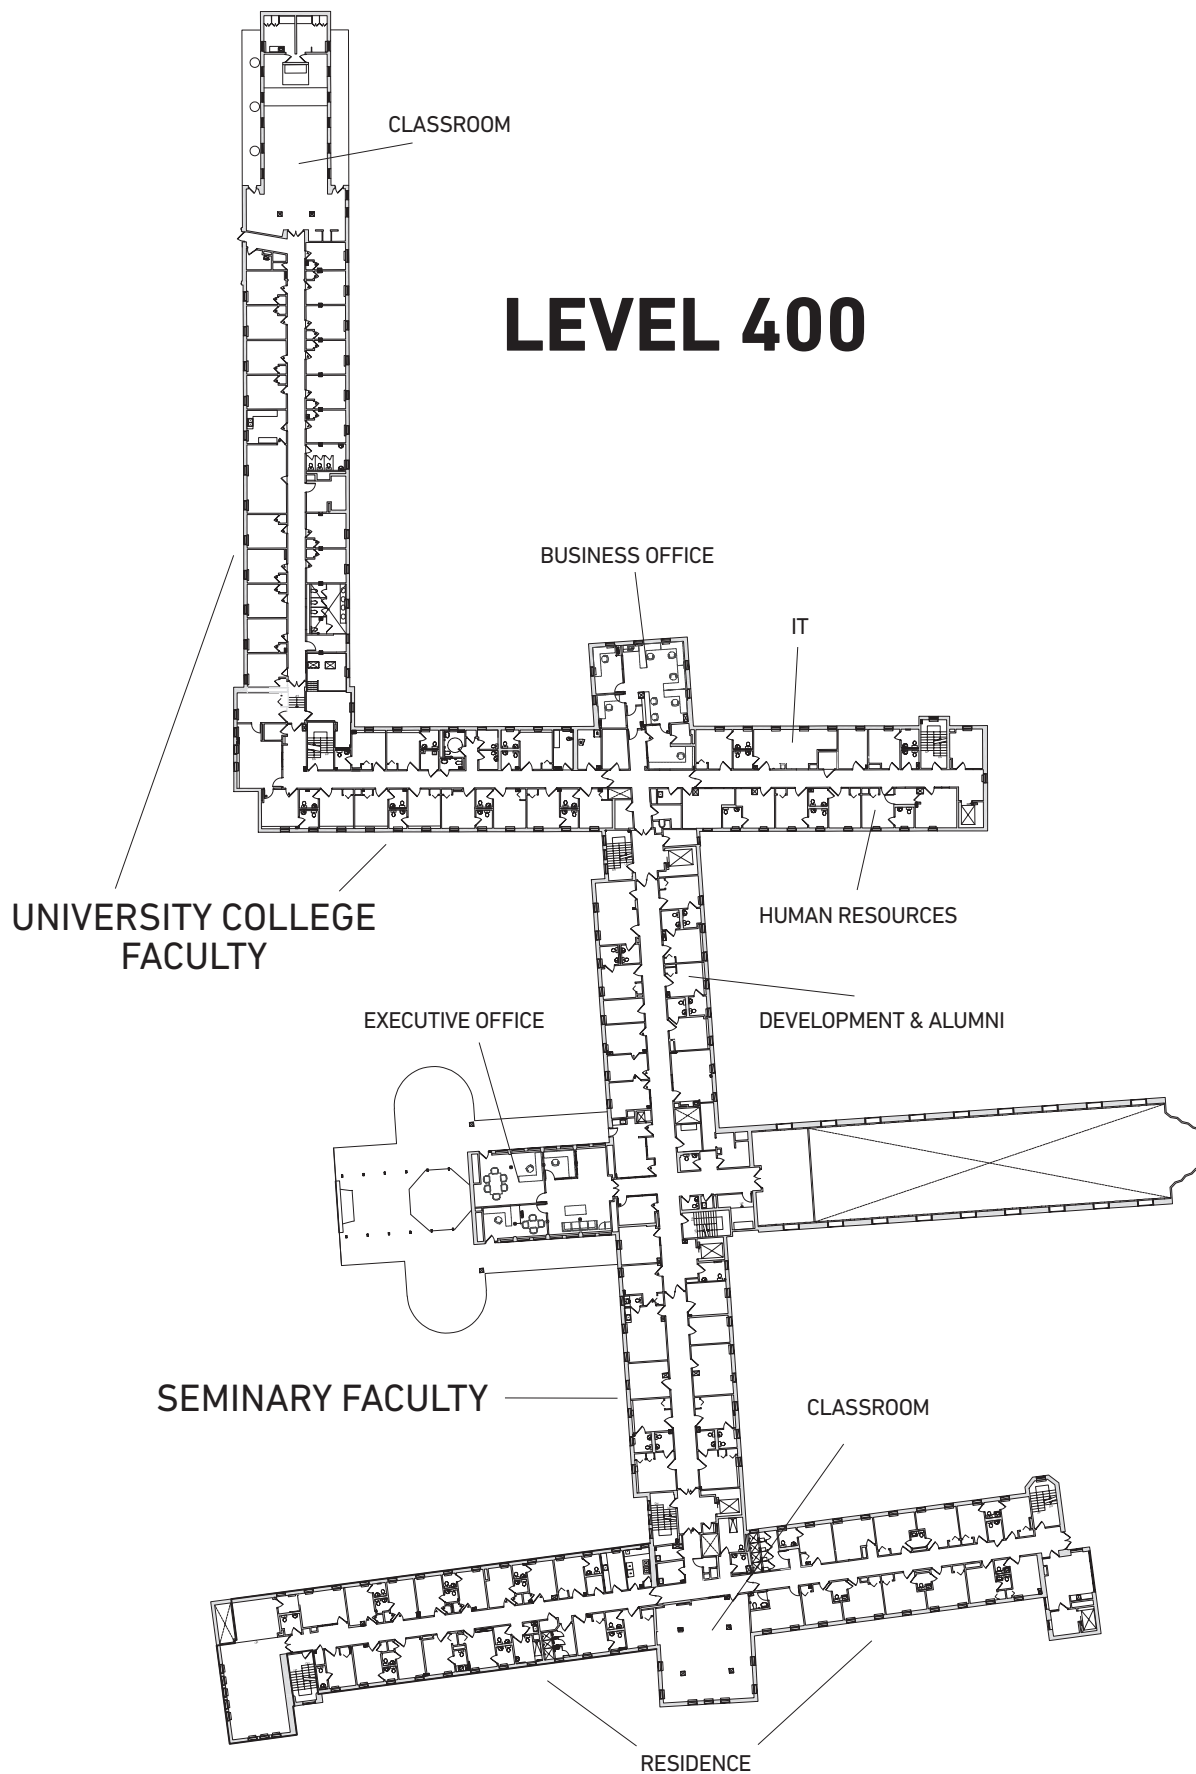 CLASSROOM
LEVEL 400
BUSINESS OFFICE
IT
UNIVERSITY COLLEGE
FACULTY
HUMAN RESOURCES
EXECUTIVE OFFICE
DEVELOPMENT & ALUMNI
SEMINARY FACULTY
CLASSROOM
RESIDENCE